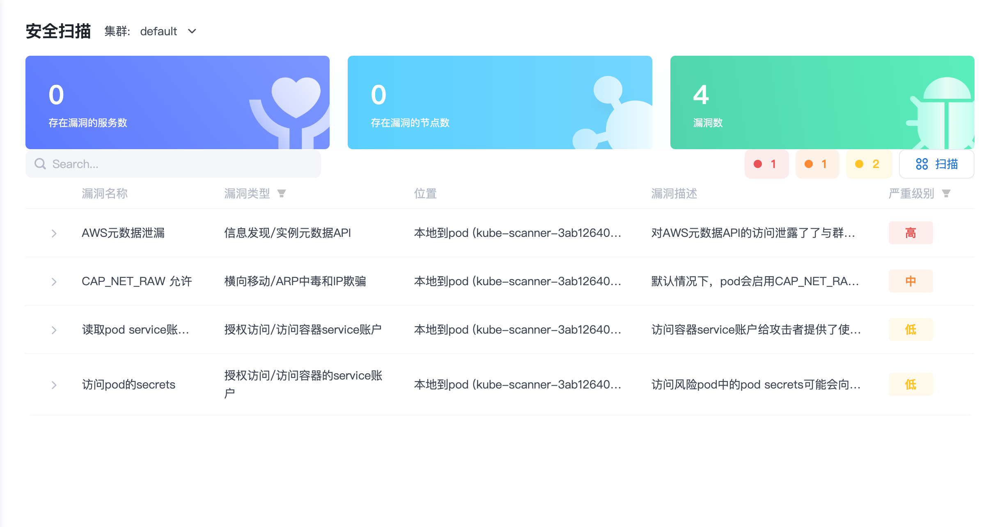 安全扫描 集群: default
0
存在漏洞的服务数
0
存在漏洞的节点数
4
漏洞数
Search...
1 1 2 扫描
漏洞名称 漏洞类型 位置 漏洞描述 严重级别
AWS元数据泄漏 信息发现/实例元数据API 本地到pod (kube-scanner-3ab12640... 对AWS元数据API的访问泄露了了与群... 高
CAP_NET_RAW 允许 横向移动/ARP中毒和IP欺骗 本地到pod (kube-scanner-3ab12640... 默认情况下，pod会启用CAP_NET_RA... 中
读取pod service账... 授权访问/访问容器service账户 本地到pod (kube-scanner-3ab12640... 访问容器service账户给攻击者提供了使... 低
访问pod的secrets 授权访问/访问容器的service账 本地到pod (kube-scanner-3ab12640... 访问风险pod中的pod secrets可能会向... 低
户